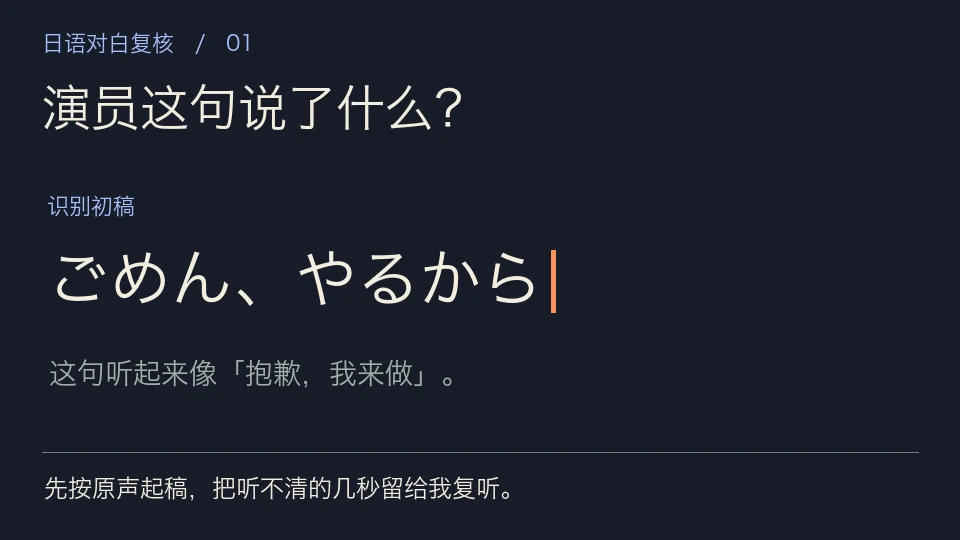 日语对白复核 / 01
演员这句说了什么？
识别初稿
ごめん、やるから
这句听起来像「抱歉，我来做」。
先按原声起稿，把听不清的几秒留给我复听。